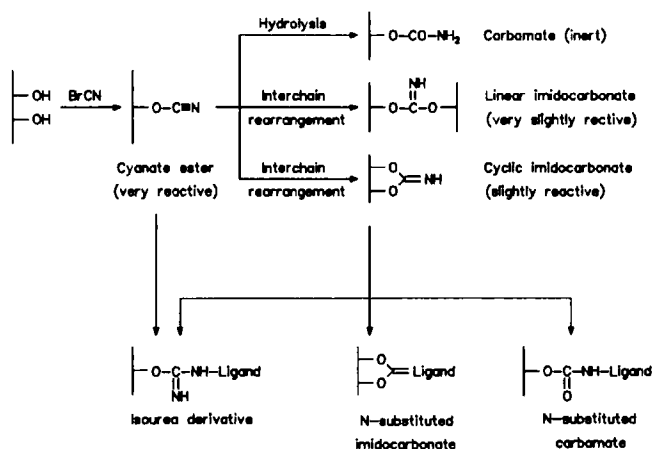 Hydrolysis
O-CO-NH2 Carbamate (inert)
OH
OH
BrCN
O-C≡N
Interchain
rearrangement
NH
O-C-O
Linear imidocarbonate
(very slightly rective)
Cyanate ester
(very reactive)
Interchain
rearrangement
O
O
=NH
Cyclic imidocarbonate
(slightly reactive)
O-C-NH-Ligand
NH
Isourea derivative
O
O
=Ligand
N-substituted
imidocarbonate
O-C-NH-Ligand
O
N-substituted
carbamate